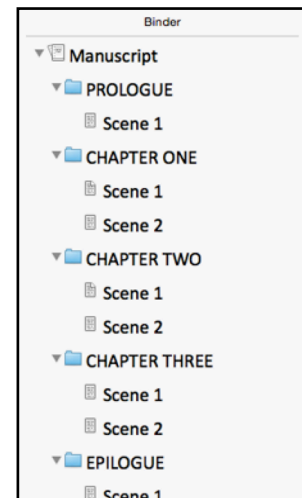 Binder
Manuscript
PROLOGUE
Scene 1
CHAPTER ONE
Scene 1
Scene 2
CHAPTER TWO
Scene 1
Scene 2
CHAPTER THREE
Scene 1
Scene 2
EPILOGUE
Scene 1